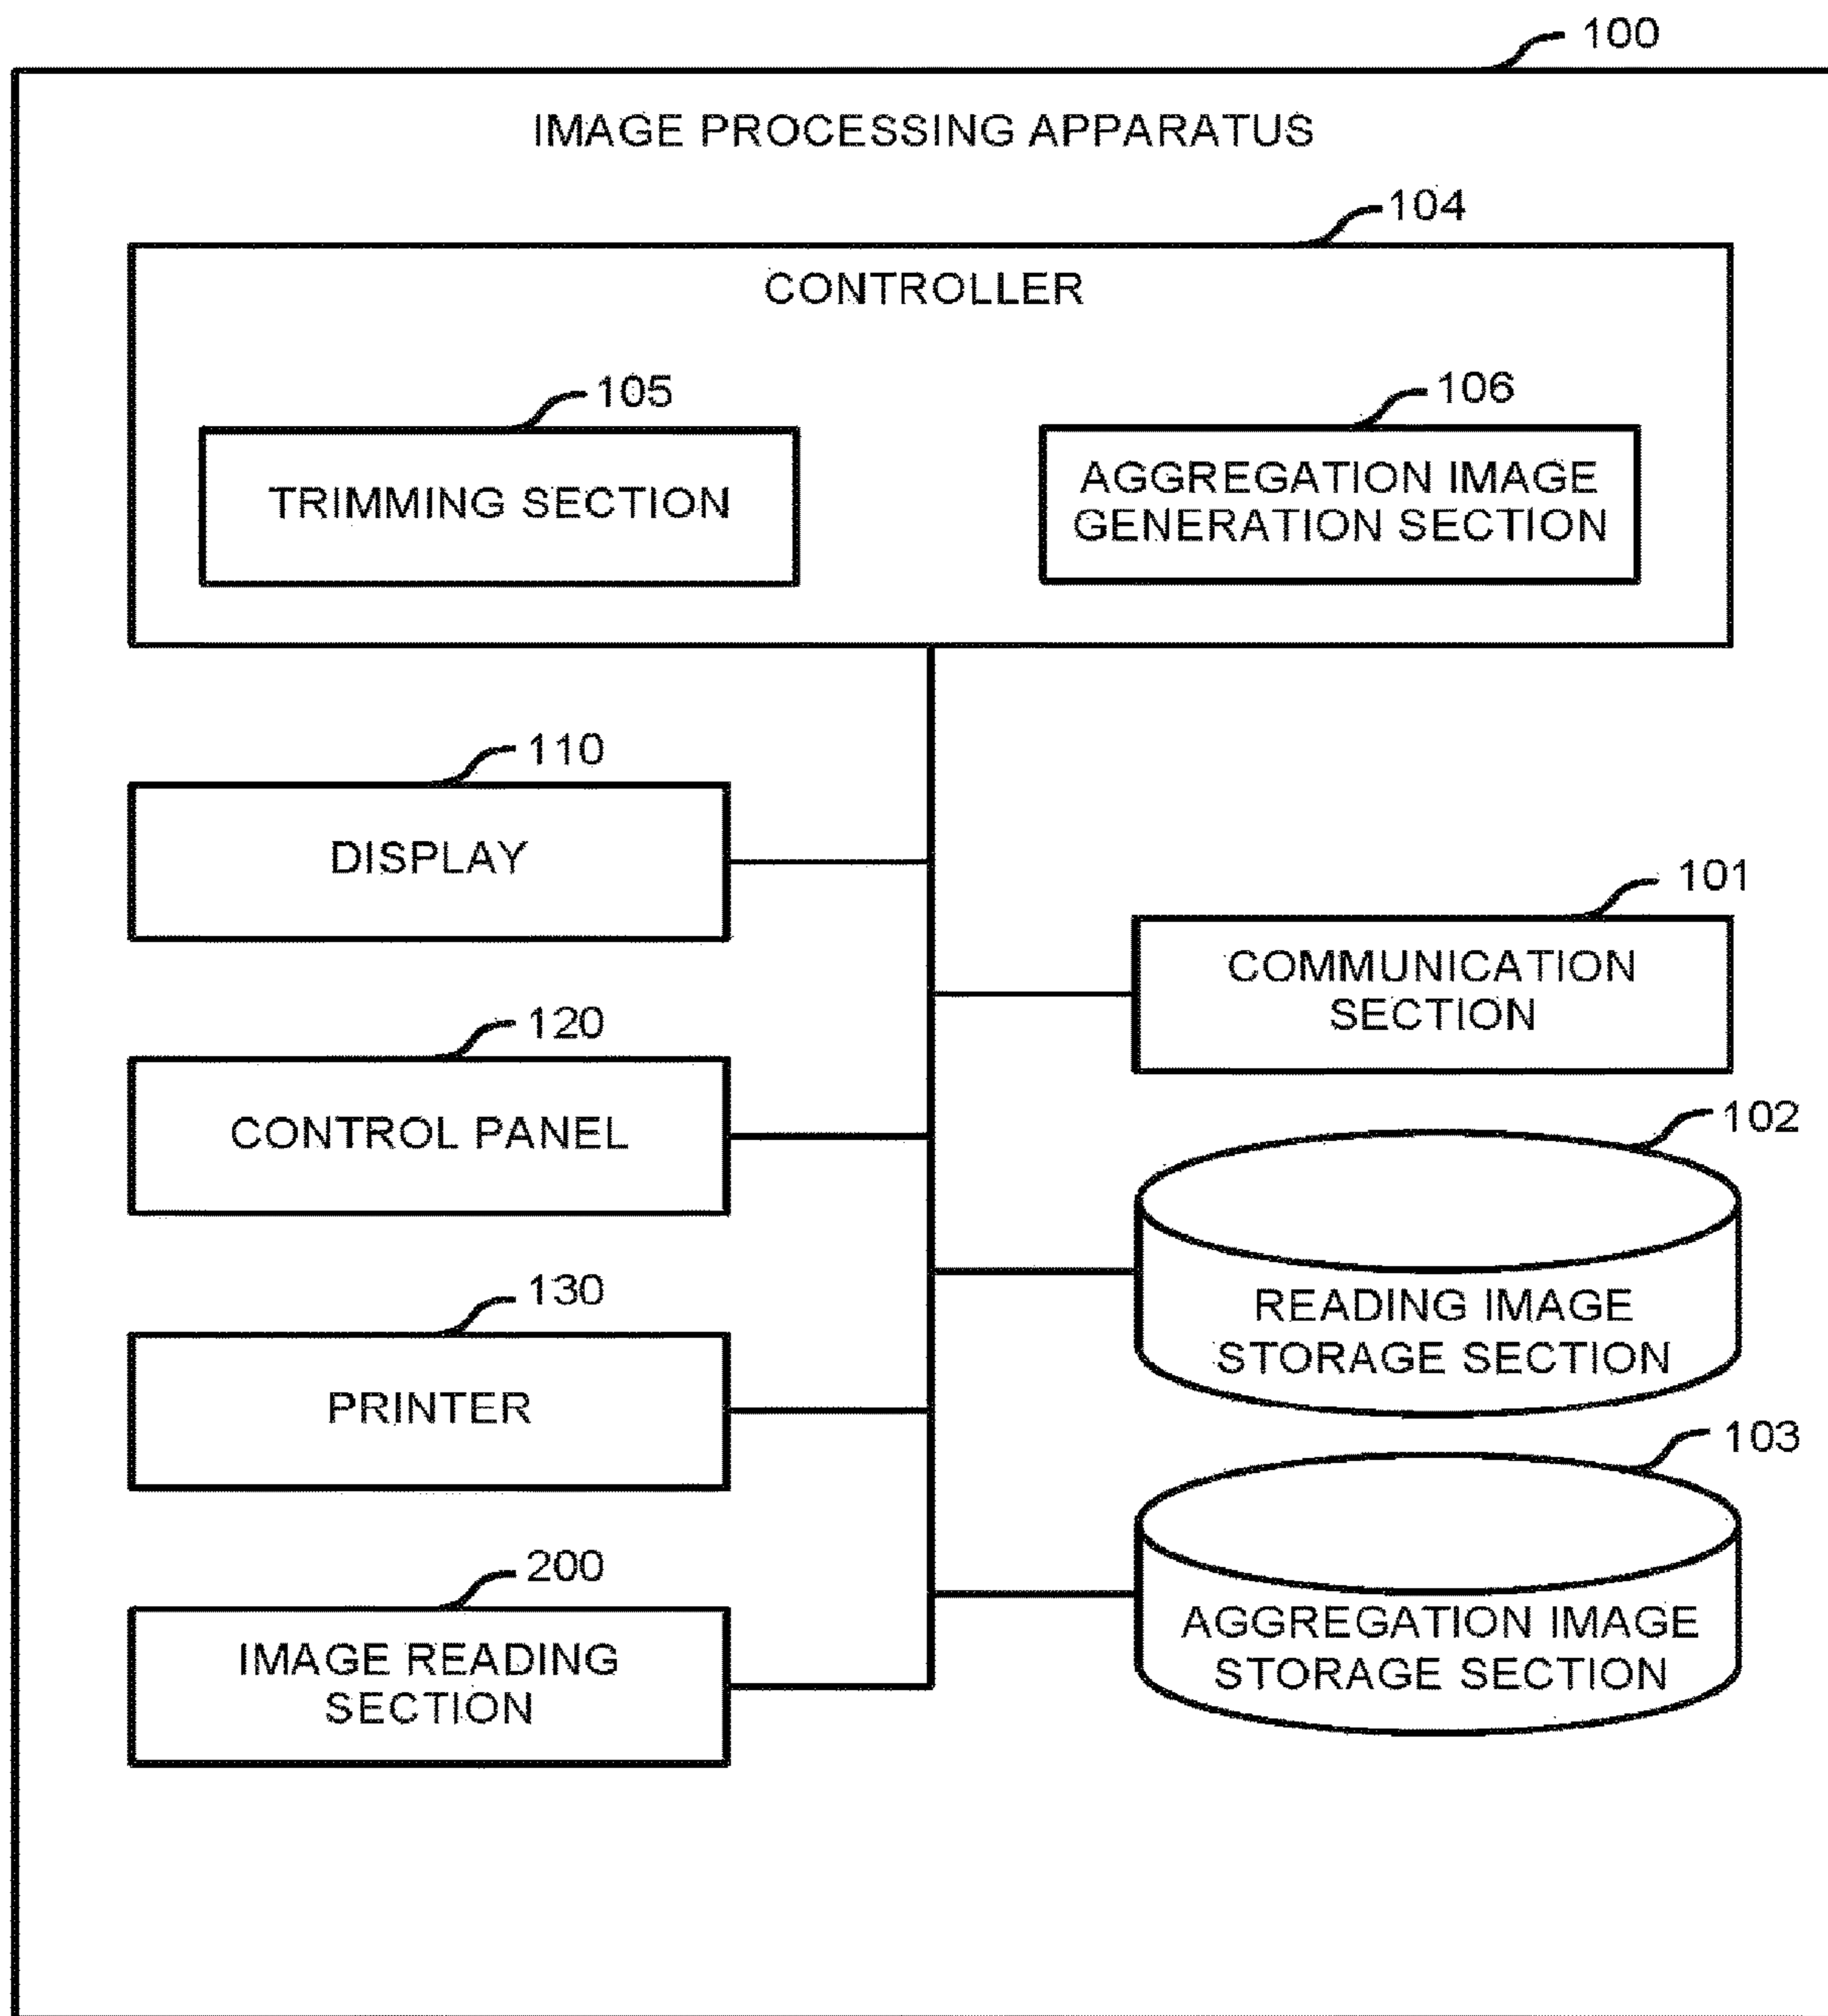 100
IMAGE PROCESSING APPARATUS
104
CONTROLLER
105
TRIMMING SECTION
106
AGGREGATION IMAGE
GENERATION SECTION
110
DISPLAY
101
COMMUNICATION
SECTION
120
CONTROL PANEL
102
READING IMAGE
STORAGE SECTION
130
PRINTER
103
AGGREGATION IMAGE
STORAGE SECTION
200
IMAGE READING
SECTION